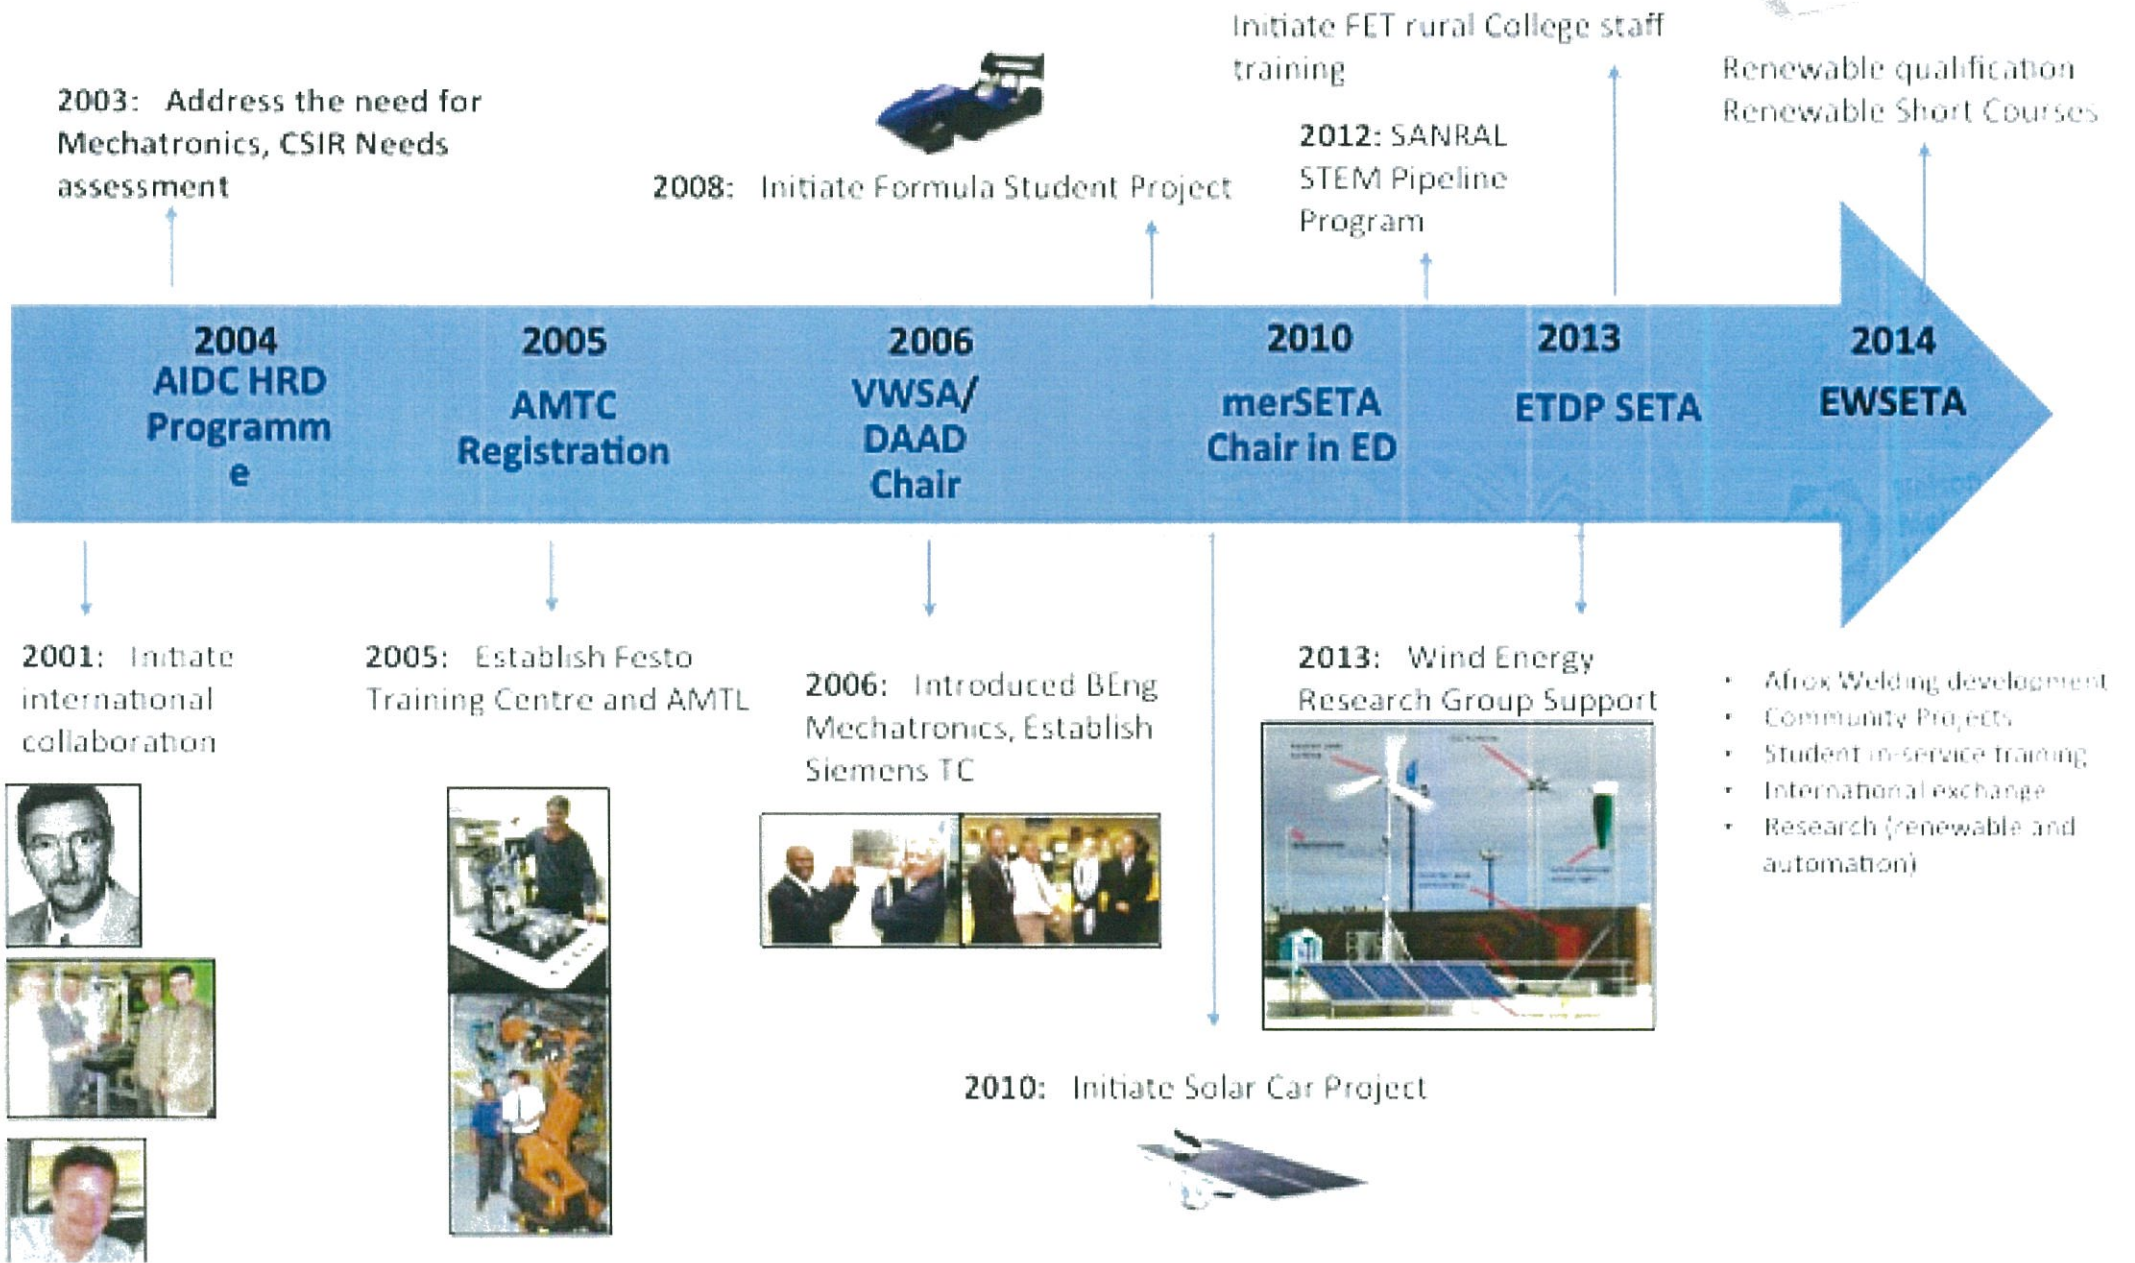 Initiate FET rural College staff
training
Renewable qualification
Renewable Short Courses
2003: Address the need for
Mechatronics, CSIR Needs
assessment
2008: Initiate Formula Student Project
2012: SANRAL
STEM Pipeline
Program
2004
AIDC HRD
Programm
e
2005
AMTC
Registration
2006
VWSA/
DAAD
Chair
2010
merSETA
Chair in ED
2013
ETDP SETA
2014
EWSETA
2001: Initiate
international
collaboration
2005: Establish Festo
Training Centre and AMTL
2006: Introduced BEng
Mechatronics, Establish
Siemens TC
2013: Wind Energy
Research Group Support
• Afrox Welding development
• Community Projects
• Student in-service training
• International exchange
• Research (renewable and
automation)
2010: Initiate Solar Car Project